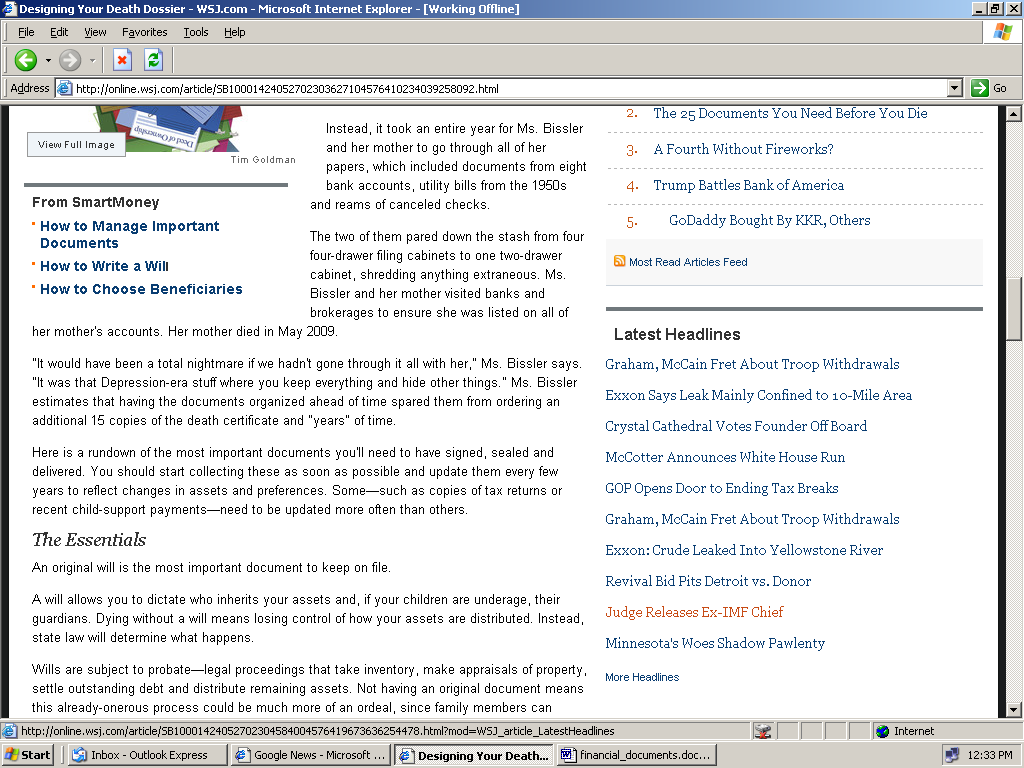 Designing Your Death Dossier - WSJ.com - Microsoft Internet Explorer - [Working Offline]
File Edit View Favorites Tools Help
Address http://online.wsj.com/article/SB10001424052702303627104576410234039258092.html Go
Deed of Ownership
View Full Image
Tim Goldman
From SmartMoney
How to Manage Important
Documents
How to Write a Will
How to Choose Beneficiaries
Instead, it took an entire year for Ms. Bissler
and her mother to go through all of her
papers, which included documents from eight
bank accounts, utility bills from the 1950s
and reams of canceled checks.
The two of them pared down the stash from four
four-drawer filing cabinets to one two-drawer
cabinet, shredding anything extraneous. Ms.
Bissler and her mother visited banks and
brokerages to ensure she was listed on all of
her mother's accounts. Her mother died in May 2009.
"It would have been a total nightmare if we hadn't gone through it all with her," Ms. Bissler says.
"It was that Depression-era stuff where you keep everything and hide other things." Ms. Bissler
estimates that having the documents organized ahead of time spared them from ordering an
additional 15 copies of the death certificate and "years" of time.
Here is a rundown of the most important documents you'll need to have signed, sealed and
delivered. You should start collecting these as soon as possible and update them every few
years to reflect changes in assets and preferences. Some—such as copies of tax returns or
recent child-support payments—need to be updated more often than others.
The Essentials
An original will is the most important document to keep on file.
A will allows you to dictate who inherits your assets and, if your children are underage, their
guardians. Dying without a will means losing control of how your assets are distributed. Instead,
state law will determine what happens.
Wills are subject to probate—legal proceedings that take inventory, make appraisals of property,
settle outstanding debt and distribute remaining assets. Not having an original document means
this already-onerous process could be much more of an ordeal, since family members can
2. The 25 Documents You Need Before You Die
3. A Fourth Without Fireworks?
4. Trump Battles Bank of America
5. GoDaddy Bought By KKR, Others
Most Read Articles Feed
Latest Headlines
Graham, McCain Fret About Troop Withdrawals
Exxon Says Leak Mainly Confined to 10-Mile Area
Crystal Cathedral Votes Founder Off Board
McCotter Announces White House Run
GOP Opens Door to Ending Tax Breaks
Graham, McCain Fret About Troop Withdrawals
Exxon: Crude Leaked Into Yellowstone River
Revival Bid Pits Detroit vs. Donor
Judge Releases Ex-IMF Chief
Minnesota's Woes Shadow Pawlenty
More Headlines
http://online.wsj.com/article/SB10001424052702304584004576419673636254478.html?mod=WSJ_article_LatestHeadlines Internet
Start Inbox - Outlook Express Google News - Microsoft ... Designing Your Death... financial_documents.doc... 12:33 PM